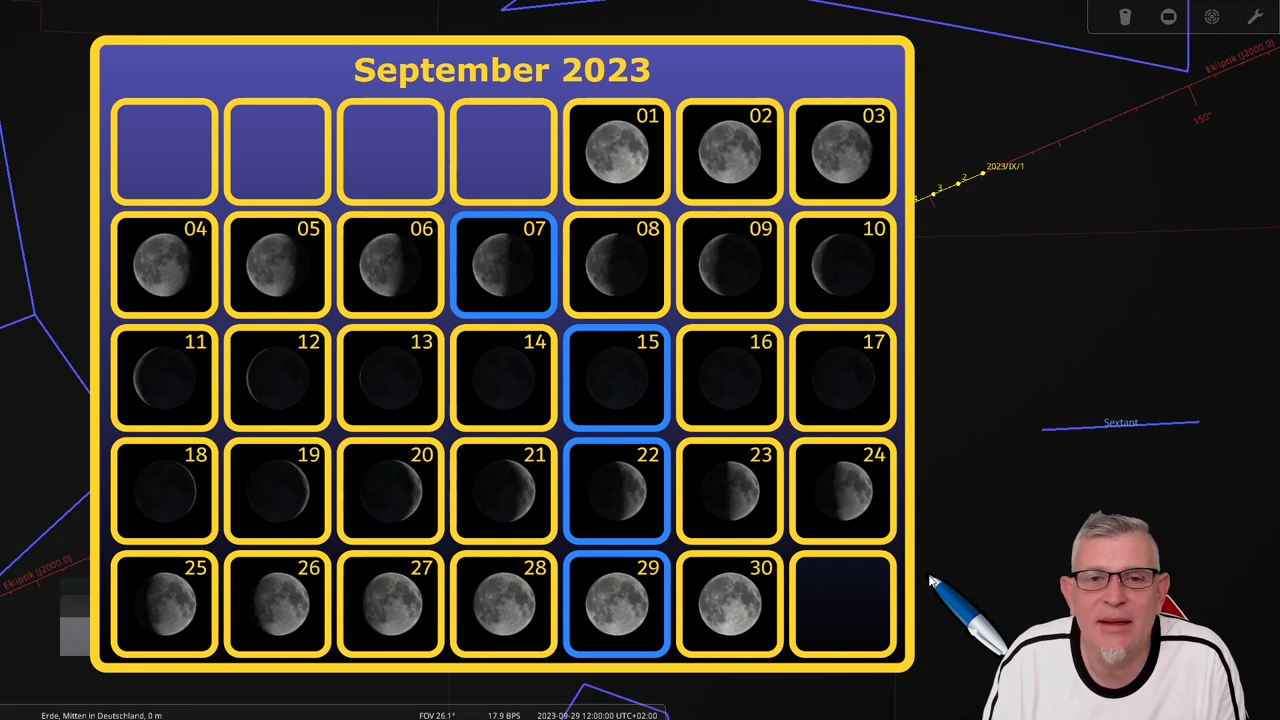 September 2023
01 02 03
04 05 06 07 08 09 10
11 12 13 14 15 16 17
18 19 20 21 22 23 24
25 26 27 28 29 30
Ekliptik (J2000.0)
150°
2023/IX/1
2
3
Sextant
Ekliptik (J2000.0)
Erde, Mitten in Deutschland, 0 m FOV 26.1° 17.9 BPS 2023-09-29 12:00:00 UTC+02:00